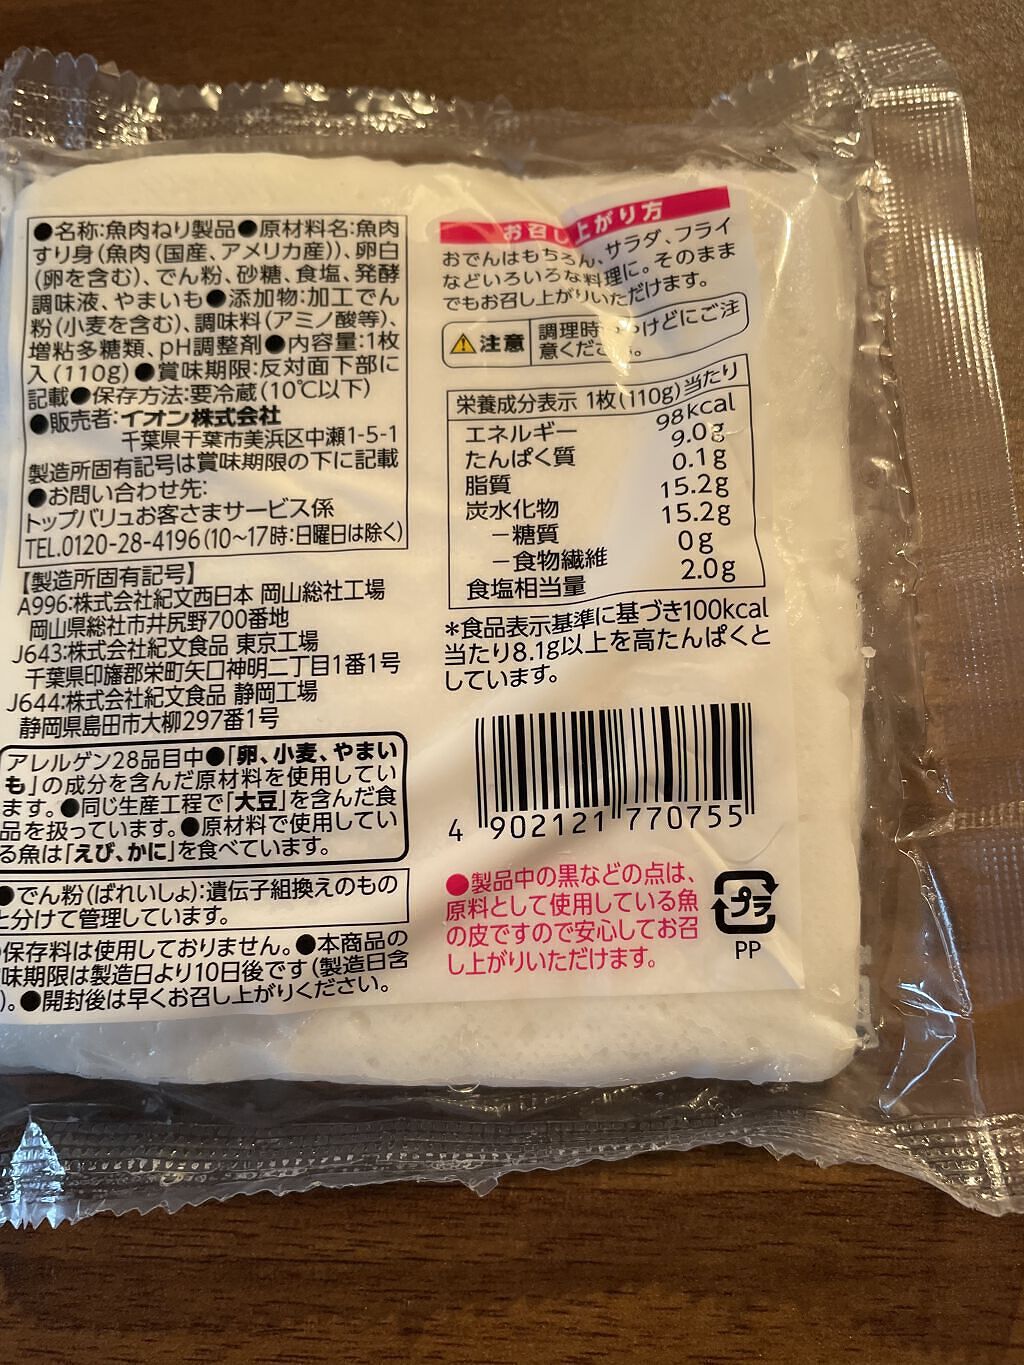 ●名称:魚肉ねり製品●原材料名:魚肉
すり身(魚肉(国産、アメリカ産))、卵白
(卵を含む)、でん粉、砂糖、食塩、発酵
調味液、やまいも●添加物:加工でん
粉(小麦を含む)、調味料(アミノ酸等)、
増粘多糖類、pH調整剤●内容量:1枚
入(110g)●賞味期限:反対面下部に
記載●保存方法:要冷蔵(10℃以下)
●販売者:イオン株式会社
千葉県千葉市美浜区中瀬1-5-1
製造所固有記号は賞味期限の下に記載
●お問い合わせ先:
トップバリュお客さまサービス係
TEL.0120-28-4196(10~17時:日曜日は除く)
【製造所固有記号】
A996:株式会社紀文西日本 岡山総社工場
岡山県総社市井尻野700番地
J643:株式会社紀文食品 東京工場
千葉県印旛郡栄町矢口神明二丁目1番1号
J644:株式会社紀文食品 静岡工場
静岡県島田市大柳297番1号
アレルゲン28品目中●「卵、小麦、やまい
も」の成分を含んだ原材料を使用してい
ます。●同じ生産工程で「大豆」を含んだ食
品を扱っています。●原材料で使用してい
る魚は「えび、かに」を食べています。
●でん粉(ばれいしょ):遺伝子組換えのもの
と分けて管理しています。
保存料は使用しておりません。●本商品の
味期限は製造日より10日後です(製造日含
)。●開封後は早くお召し上がりください。
お召し上がり方
おでんはもちろん、サラダ、フライ
などいろいろな料理に。そのまま
でもお召し上がりいただけます。
注意
調理時 やけどにご注
意くださ 。
栄養成分表示 1枚(110g)当たり
エネルギー 98kcal
たんぱく質 9.0g
脂質 0.1g
炭水化物 15.2g
－糖質 15.2g
－食物繊維 0g
食塩相当量 2.0g
*食品表示基準に基づき100kcal
当たり8.1g以上を高たんぱくと
しています。
4 902121 770755
●製品中の黒などの点は、
原料として使用している魚
の皮ですので安心してお召
し上がりいただけます。
プラ
PP